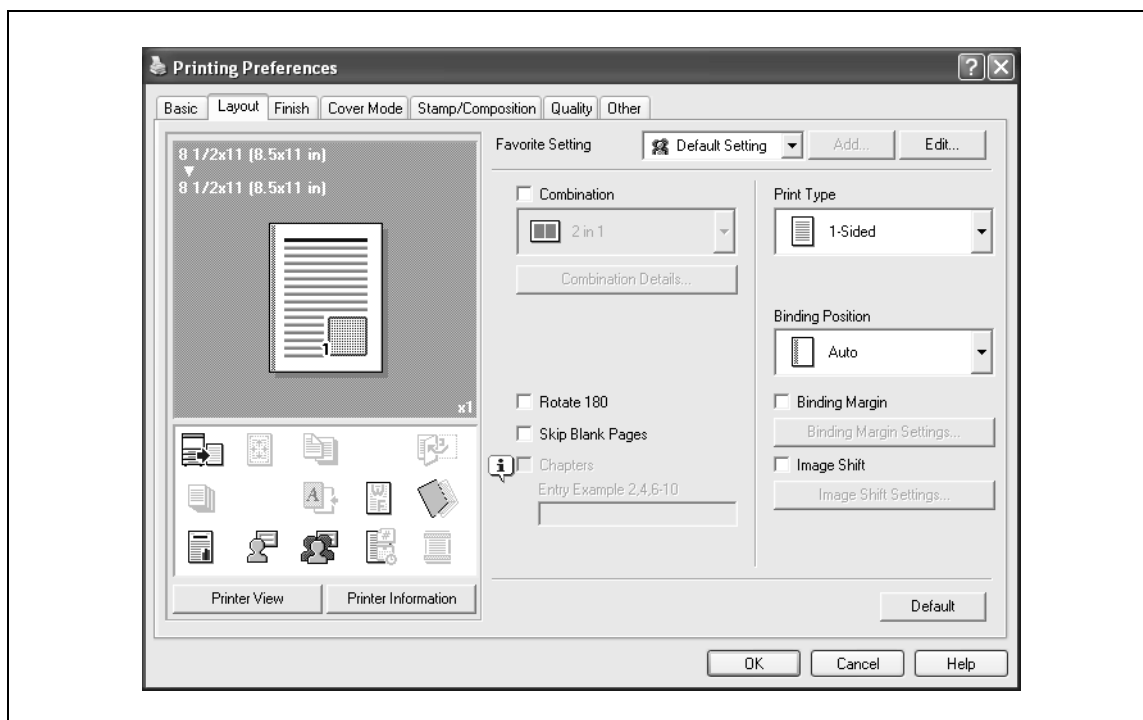 Printing Preferences
Basic Layout Finish Cover Mode Stamp/Composition Quality Other
8 1/2x11 (8.5x11 in)
8 1/2x11 (8.5x11 in)
1
x1
Printer View Printer Information
Favorite Setting Default Setting Add... Edit...
Combination
2 in 1
Combination Details...
Rotate 180
Skip Blank Pages
Chapters
Entry Example 2,4,6-10
Print Type
1-Sided
Binding Position
Auto
Binding Margin
Binding Margin Settings...
Image Shift
Image Shift Settings...
Default
OK Cancel Help